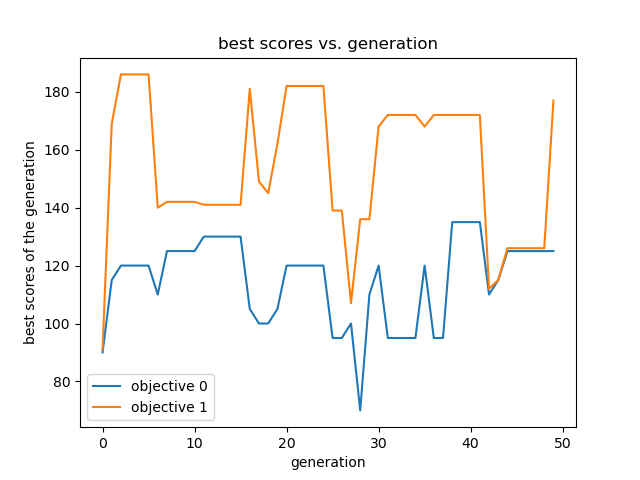 best scores vs. generation
best scores of the generation
180
160
140
120
100
80
objective 0
objective 1
0
10
20
30
40
50
generation